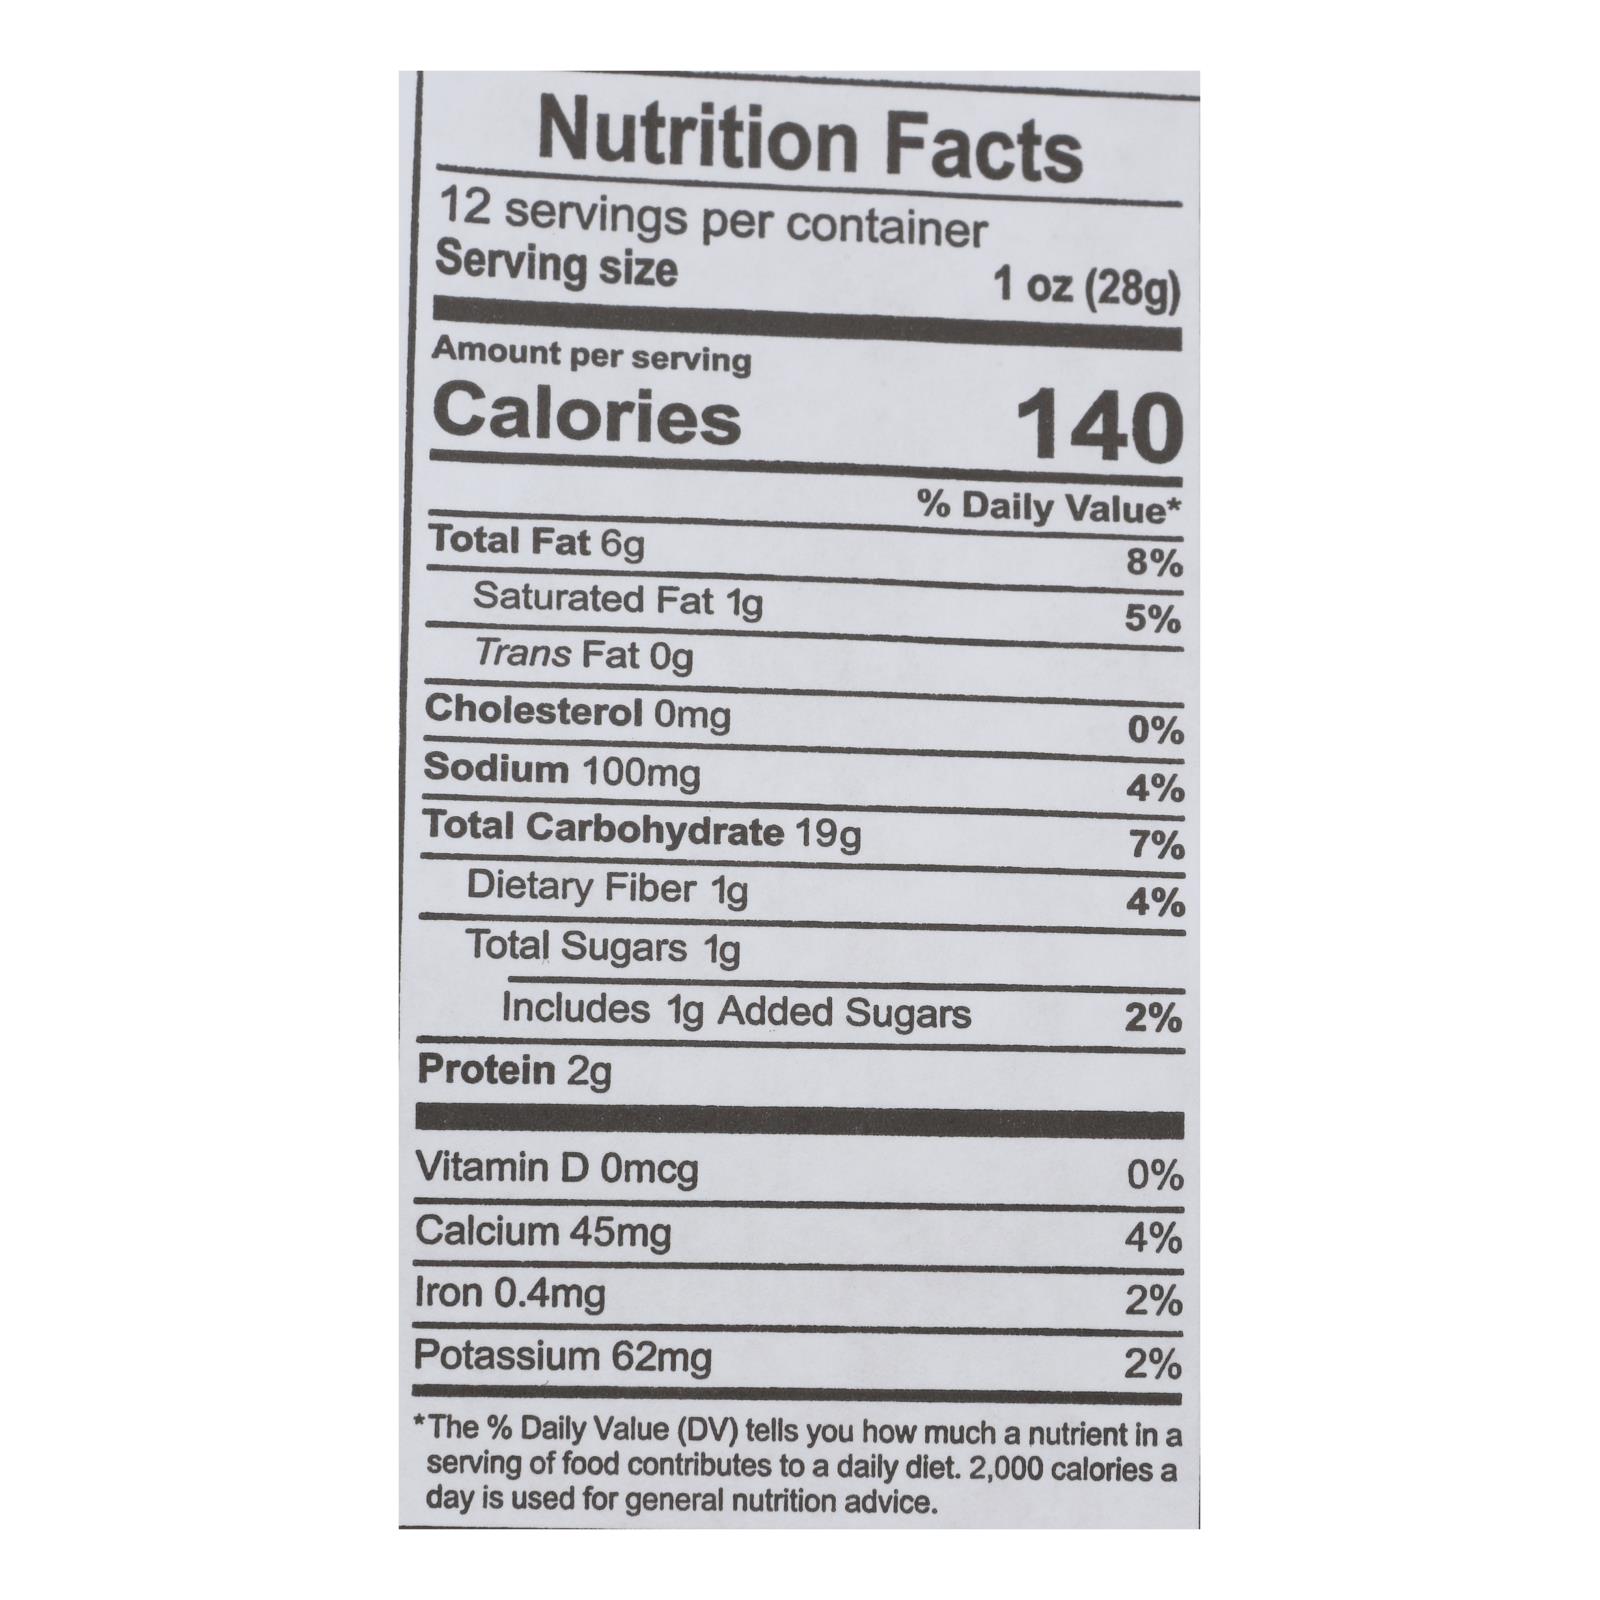 Nutrition Facts
12 servings per container
Serving size 1 oz (28g)
Amount per serving
Calories 140
% Daily Value*
Total Fat 6g 8%
Saturated Fat 1g 5%
Trans Fat 0g
Cholesterol 0mg 0%
Sodium 100mg 4%
Total Carbohydrate 19g 7%
Dietary Fiber 1g 4%
Total Sugars 1g
Includes 1g Added Sugars 2%
Protein 2g
Vitamin D 0mcg 0%
Calcium 45mg 4%
Iron 0.4mg 2%
Potassium 62mg 2%
*The % Daily Value (DV) tells you how much a nutrient in a
serving of food contributes to a daily diet. 2,000 calories a
day is used for general nutrition advice.